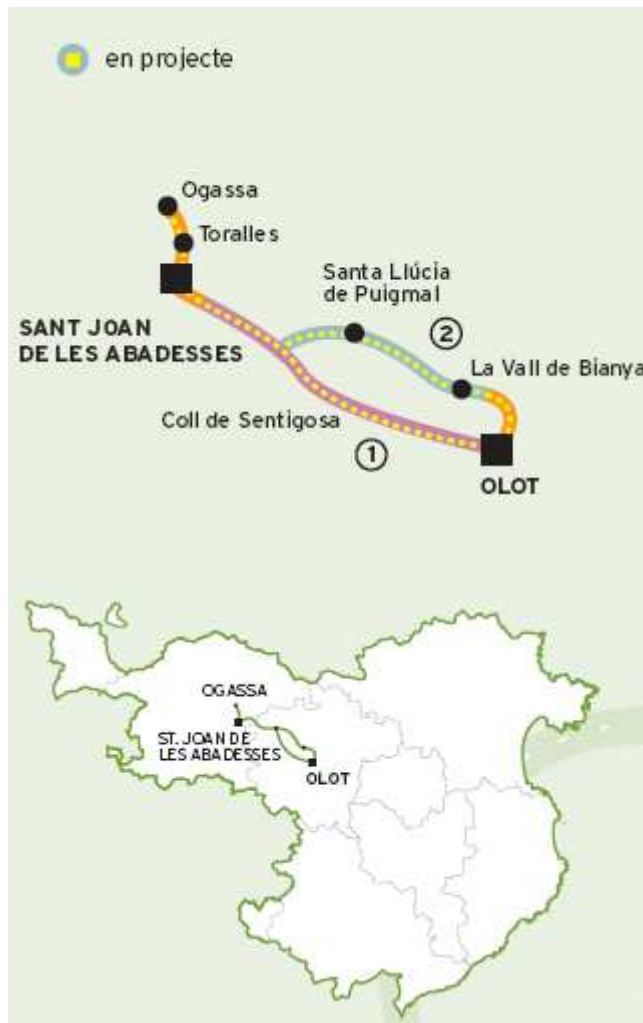 en projecte
Ogassa
Toralles
Santa Llúcia
de Puigmal
②
SANT JOAN
DE LES ABADESSES
La Vall de Bianya
Coll de Sentigosa
①
OLOT
OGASSA
ST. JOAN DE
LES ABADESSES
OLOT